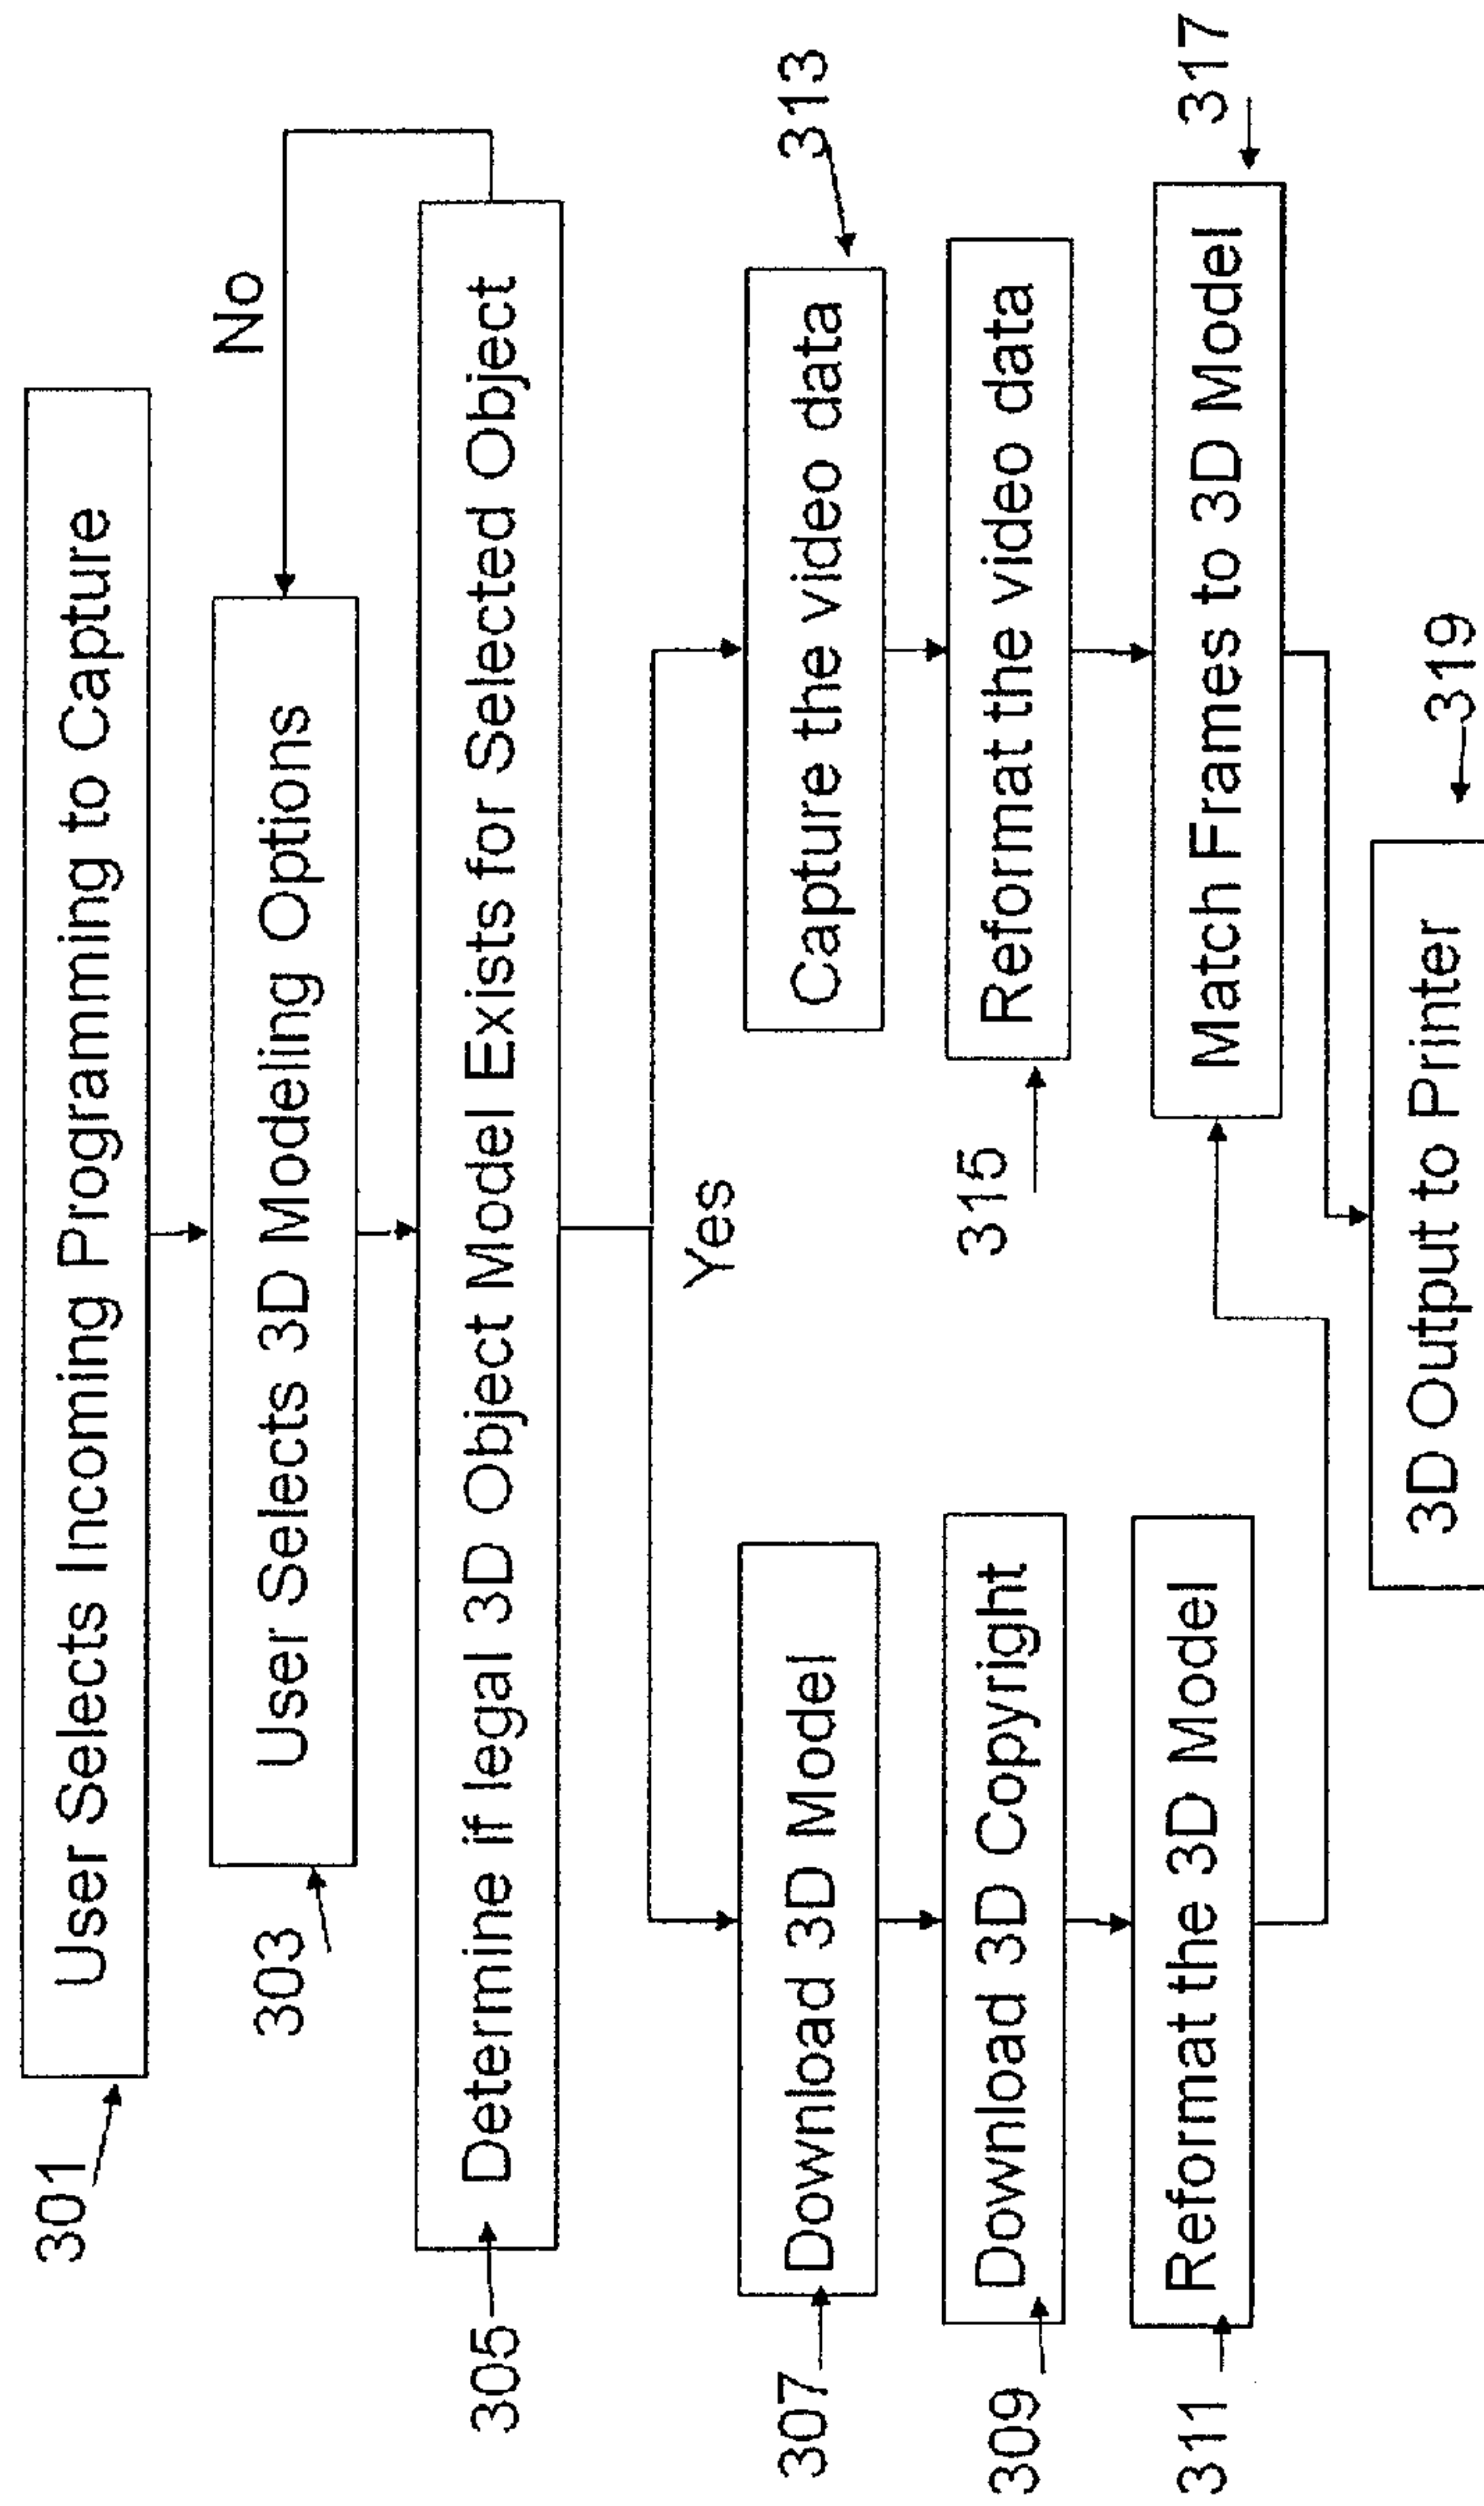 301
User Selects Incoming Programming to Capture
303
User Selects 3D Modeling Options
No
305
Determine if legal 3D Object Model Exists for Selected Object
Yes
307
Download 3D Model
Capture the video data
313
309
Download 3D Copyright
315
Reformat the video data
311
Reformat the 3D Model
Match Frames to 3D Model
317
3D Output to Printer
319